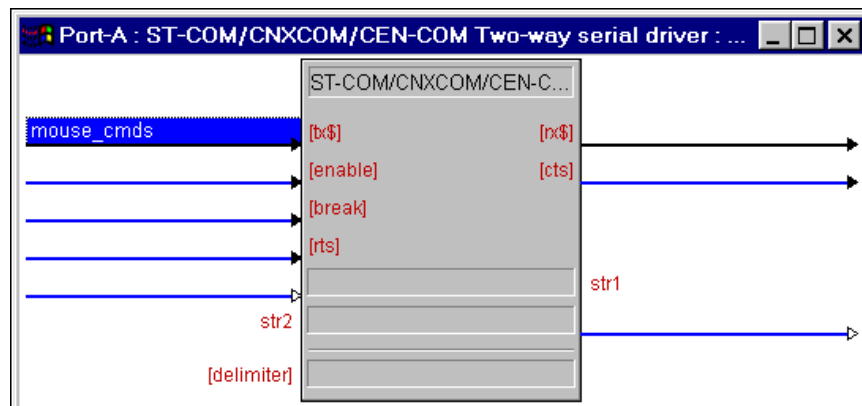 Port-A : ST-COM/CNXCOM/CEN-COM Two-way serial driver : ...
ST-COM/CNXCOM/CEN-C...
mouse_cmds
[tx$] [rx$]
[enable] [cts]
[break]
[rts]
str1
str2
[delimiter]